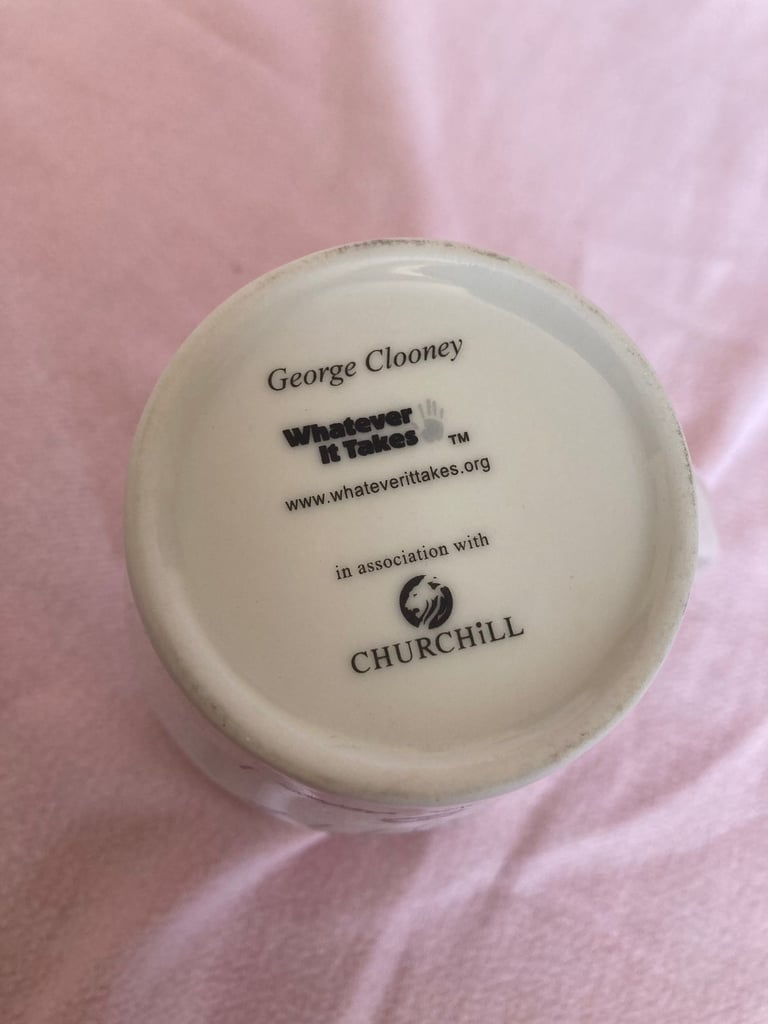 George Clooney
Whatever
It Takes ™
www.whateverittakes.org
in association with
CHURCHiLL